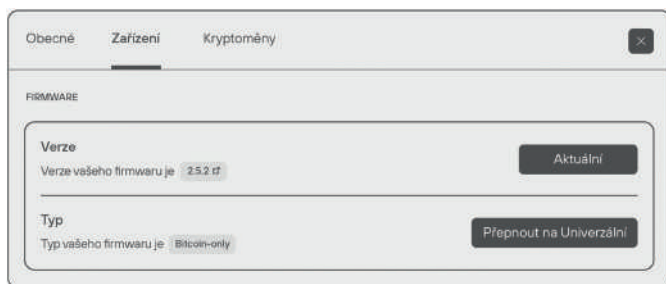 Obecné Zařízení Kryptoměny
FIRMWARE
Verze
Verze vašeho firmwaru je 2.5.2
Aktuální
Typ
Typ vašeho firmwaru je Bitcoin-only
Přepnout na Univerzální